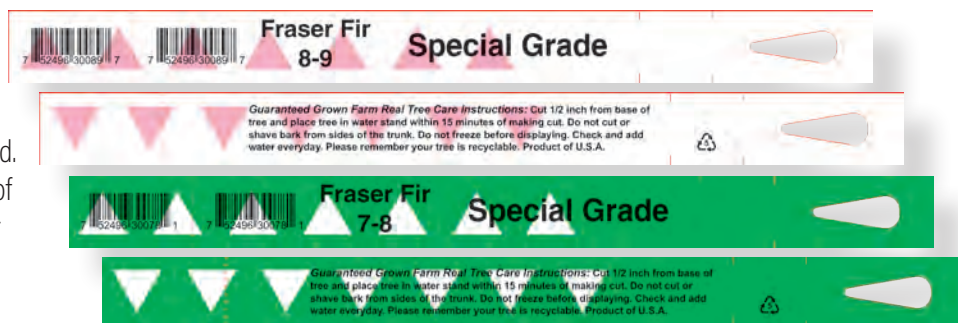 Fraser Fir
8-9
Special Grade
7 52496 30089 7
7 52496 30089 7
Guaranteed Grown Farm Real Tree Care Instructions: Cut 1/2 inch from base of
tree and place tree in water stand within 15 minutes of making cut. Do not cut or
shave bark from sides of the trunk. Do not freeze before displaying. Check and add
water everyday. Please remember your tree is recyclable. Product of U.S.A.
d.
of
Fraser Fir
7-8
Special Grade
7 52496 30078 1
7 52496 30078 1
Guaranteed Grown Farm Real Tree Care Instructions: Cut 1/2 inch from base of
tree and place tree in water stand within 15 minutes of making cut. Do not cut or
shave bark from sides of the trunk. Do not freeze before displaying. Check and add
water everyday. Please remember your tree is recyclable. Product of U.S.A.